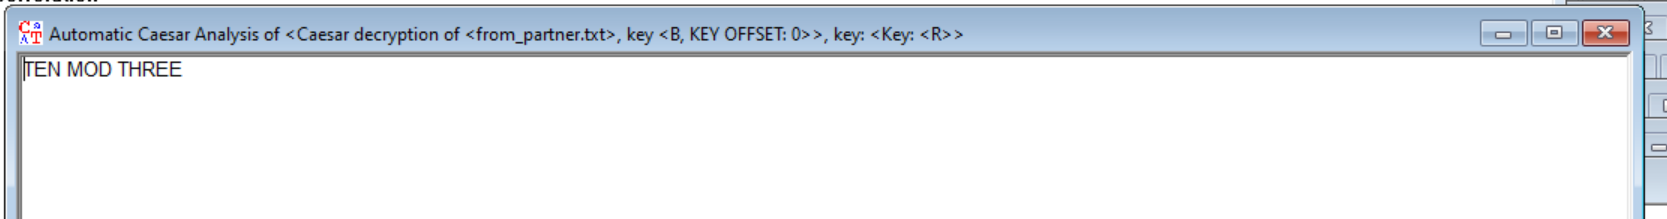 Automatic Caesar Analysis of <Caesar decryption of <from_partner.txt>, key <B, KEY OFFSET: 0>>, key: <Key: <R>>
TEN MOD THREE